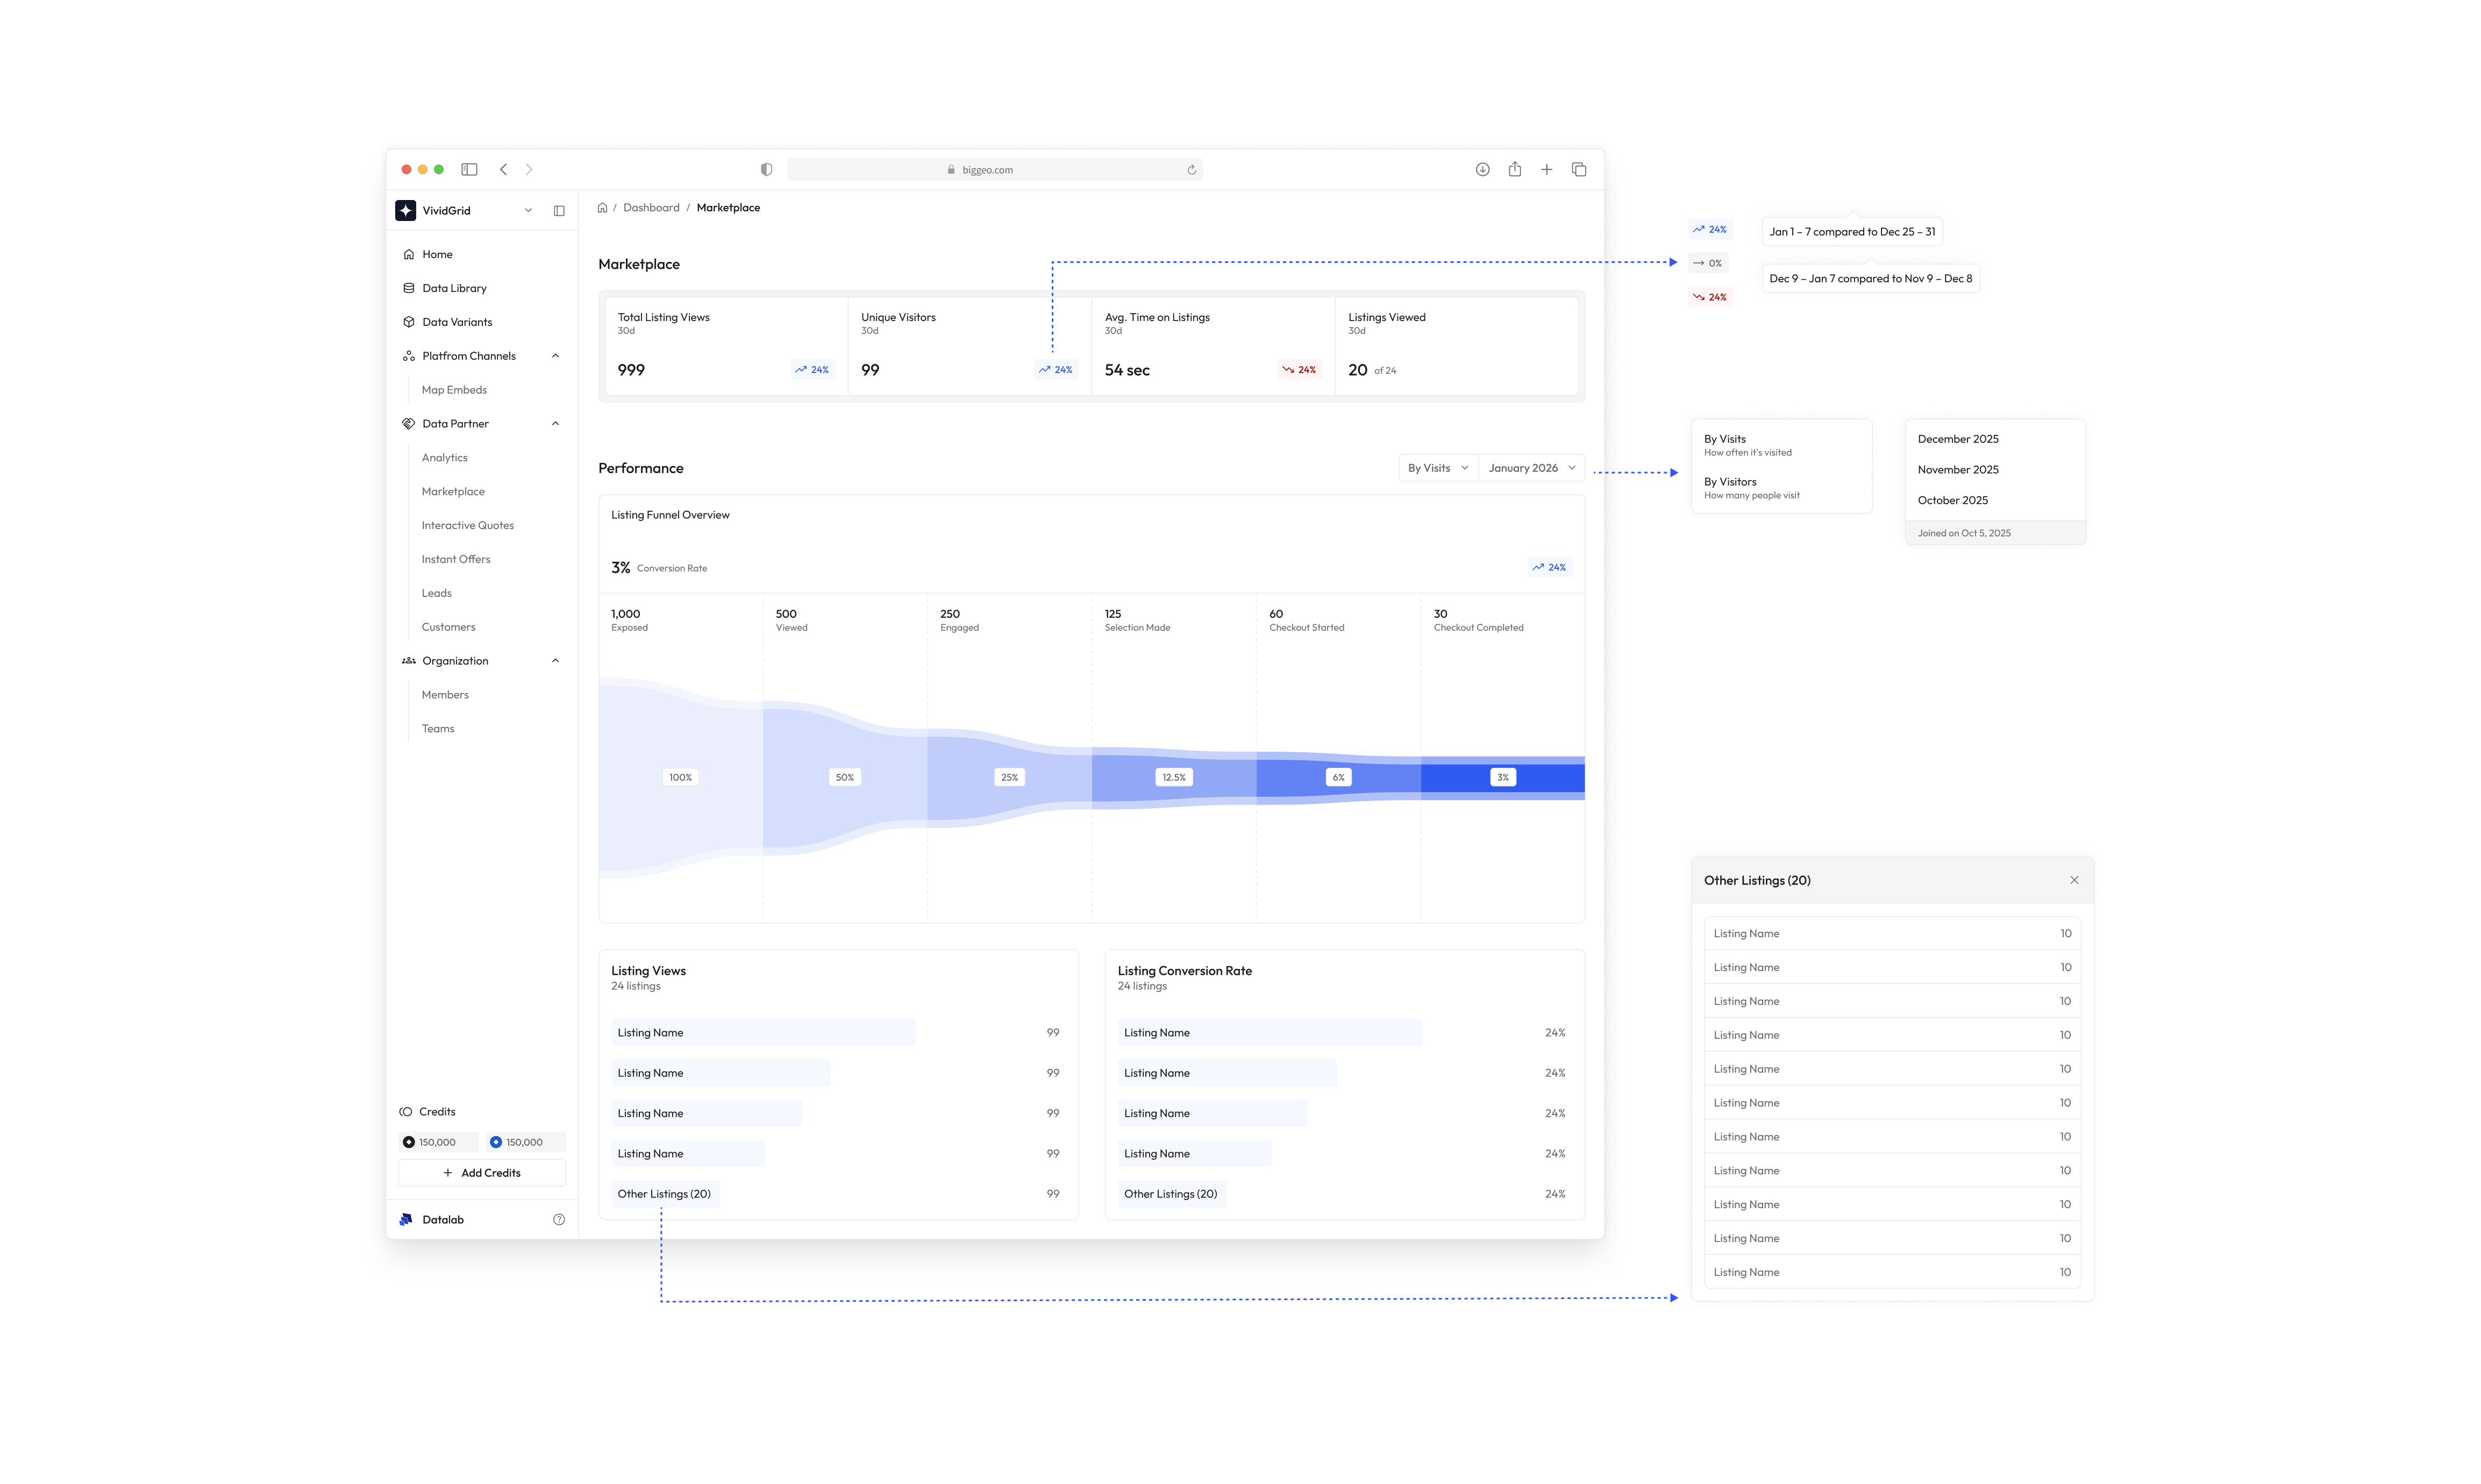 biggeo.com
VividGrid
Home
Data Library
Data Variants
Platfrom Channels
Map Embeds
Data Partner
Analytics
Marketplace
Interactive Quotes
Instant Offers
Leads
Customers
Organization
Members
Teams
Credits
150,000 150,000
+ Add Credits
Datalab
/ Dashboard / Marketplace
Marketplace
Total Listing Views
30d
999 24%
Unique Visitors
30d
99 24%
Avg. Time on Listings
30d
54 sec 24%
Listings Viewed
30d
20 of 24
Performance
By Visits January 2026
Listing Funnel Overview
3% Conversion Rate 24%
1,000
Exposed
500
Viewed
250
Engaged
125
Selection Made
60
Checkout Started
30
Checkout Completed
100% 50% 25% 12.5% 6% 3%
Listing Views
24 listings
Listing Name 99
Listing Name 99
Listing Name 99
Listing Name 99
Other Listings (20) 99
Listing Conversion Rate
24 listings
Listing Name 24%
Listing Name 24%
Listing Name 24%
Listing Name 24%
Other Listings (20) 24%
24%
0%
24%
Jan 1 – 7 compared to Dec 25 – 31
Dec 9 – Jan 7 compared to Nov 9 – Dec 8
By Visits
How often it's visited
By Visitors
How many people visit
December 2025
November 2025
October 2025
Joined on Oct 5, 2025
Other Listings (20)
Listing Name 10
Listing Name 10
Listing Name 10
Listing Name 10
Listing Name 10
Listing Name 10
Listing Name 10
Listing Name 10
Listing Name 10
Listing Name 10
Listing Name 10